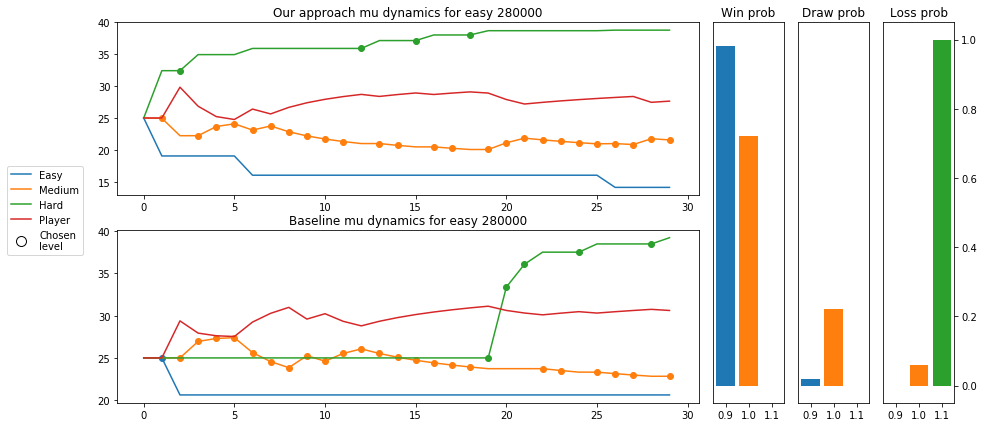 Our approach mu dynamics for easy 280000
40
35
30
25
20
15
0 5 10 15 20 25 30
Easy
Medium
Hard
Player
Chosen
level
Baseline mu dynamics for easy 280000
40
35
30
25
20
0 5 10 15 20 25 30
Win prob
0.9 1.0 1.1
Draw prob
0.9 1.0 1.1
Loss prob
1.0
0.8
0.6
0.4
0.2
0.0
0.9 1.0 1.1